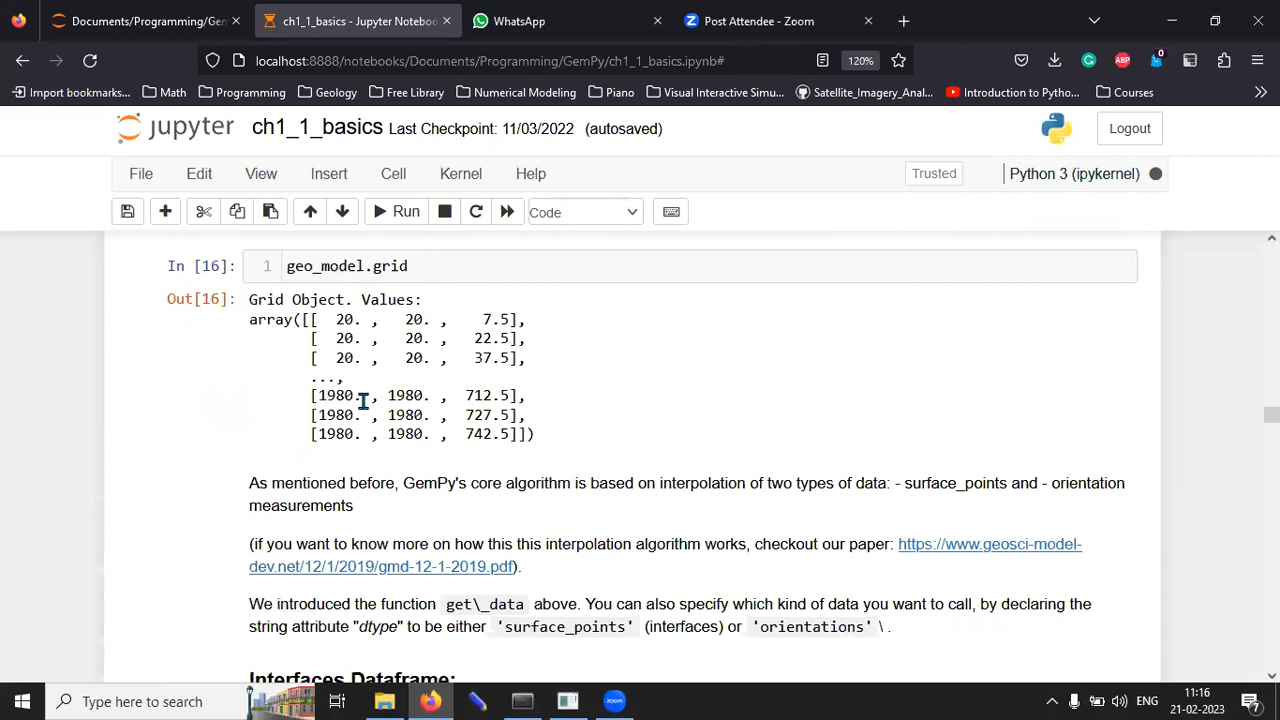 Documents/Programming/Gem
ch1_1_basics - Jupyter Notebook
WhatsApp
Post Attendee - Zoom
localhost:8888/notebooks/Documents/Programming/GemPy/ch1_1_basics.ipynb#
120%
ABP
0
Import bookmarks...
Math
Programming
Geology
Free Library
Numerical Modeling
Piano
Visual Interactive Simu...
Satellite_Imagery_Anal...
Introduction to Pytho...
Courses
jupyter
ch1_1_basics Last Checkpoint: 11/03/2022 (autosaved)
Logout
File
Edit
View
Insert
Cell
Kernel
Help
Trusted
Python 3 (ipykernel)
Run
Code
In [16]:
1 geo_model.grid
Out[16]:
Grid Object. Values:
array([[ 20. , 20. , 7.5],
[ 20. , 20. , 22.5],
[ 20. , 20. , 37.5],
...,
[1980. , 1980. , 712.5],
[1980. , 1980. , 727.5],
[1980. , 1980. , 742.5]])
As mentioned before, GemPy's core algorithm is based on interpolation of two types of data: - surface_points and - orientation
measurements
(if you want to know more on how this this interpolation algorithm works, checkout our paper: https://www.geosci-model-
dev.net/12/1/2019/gmd-12-1-2019.pdf).
We introduced the function get\_data above. You can also specify which kind of data you want to call, by declaring the
string attribute "dtype" to be either 'surface_points' (interfaces) or 'orientations' \ .
Interfaces Dataframe:
Type here to search
ENG
11:16
21-02-2023
7